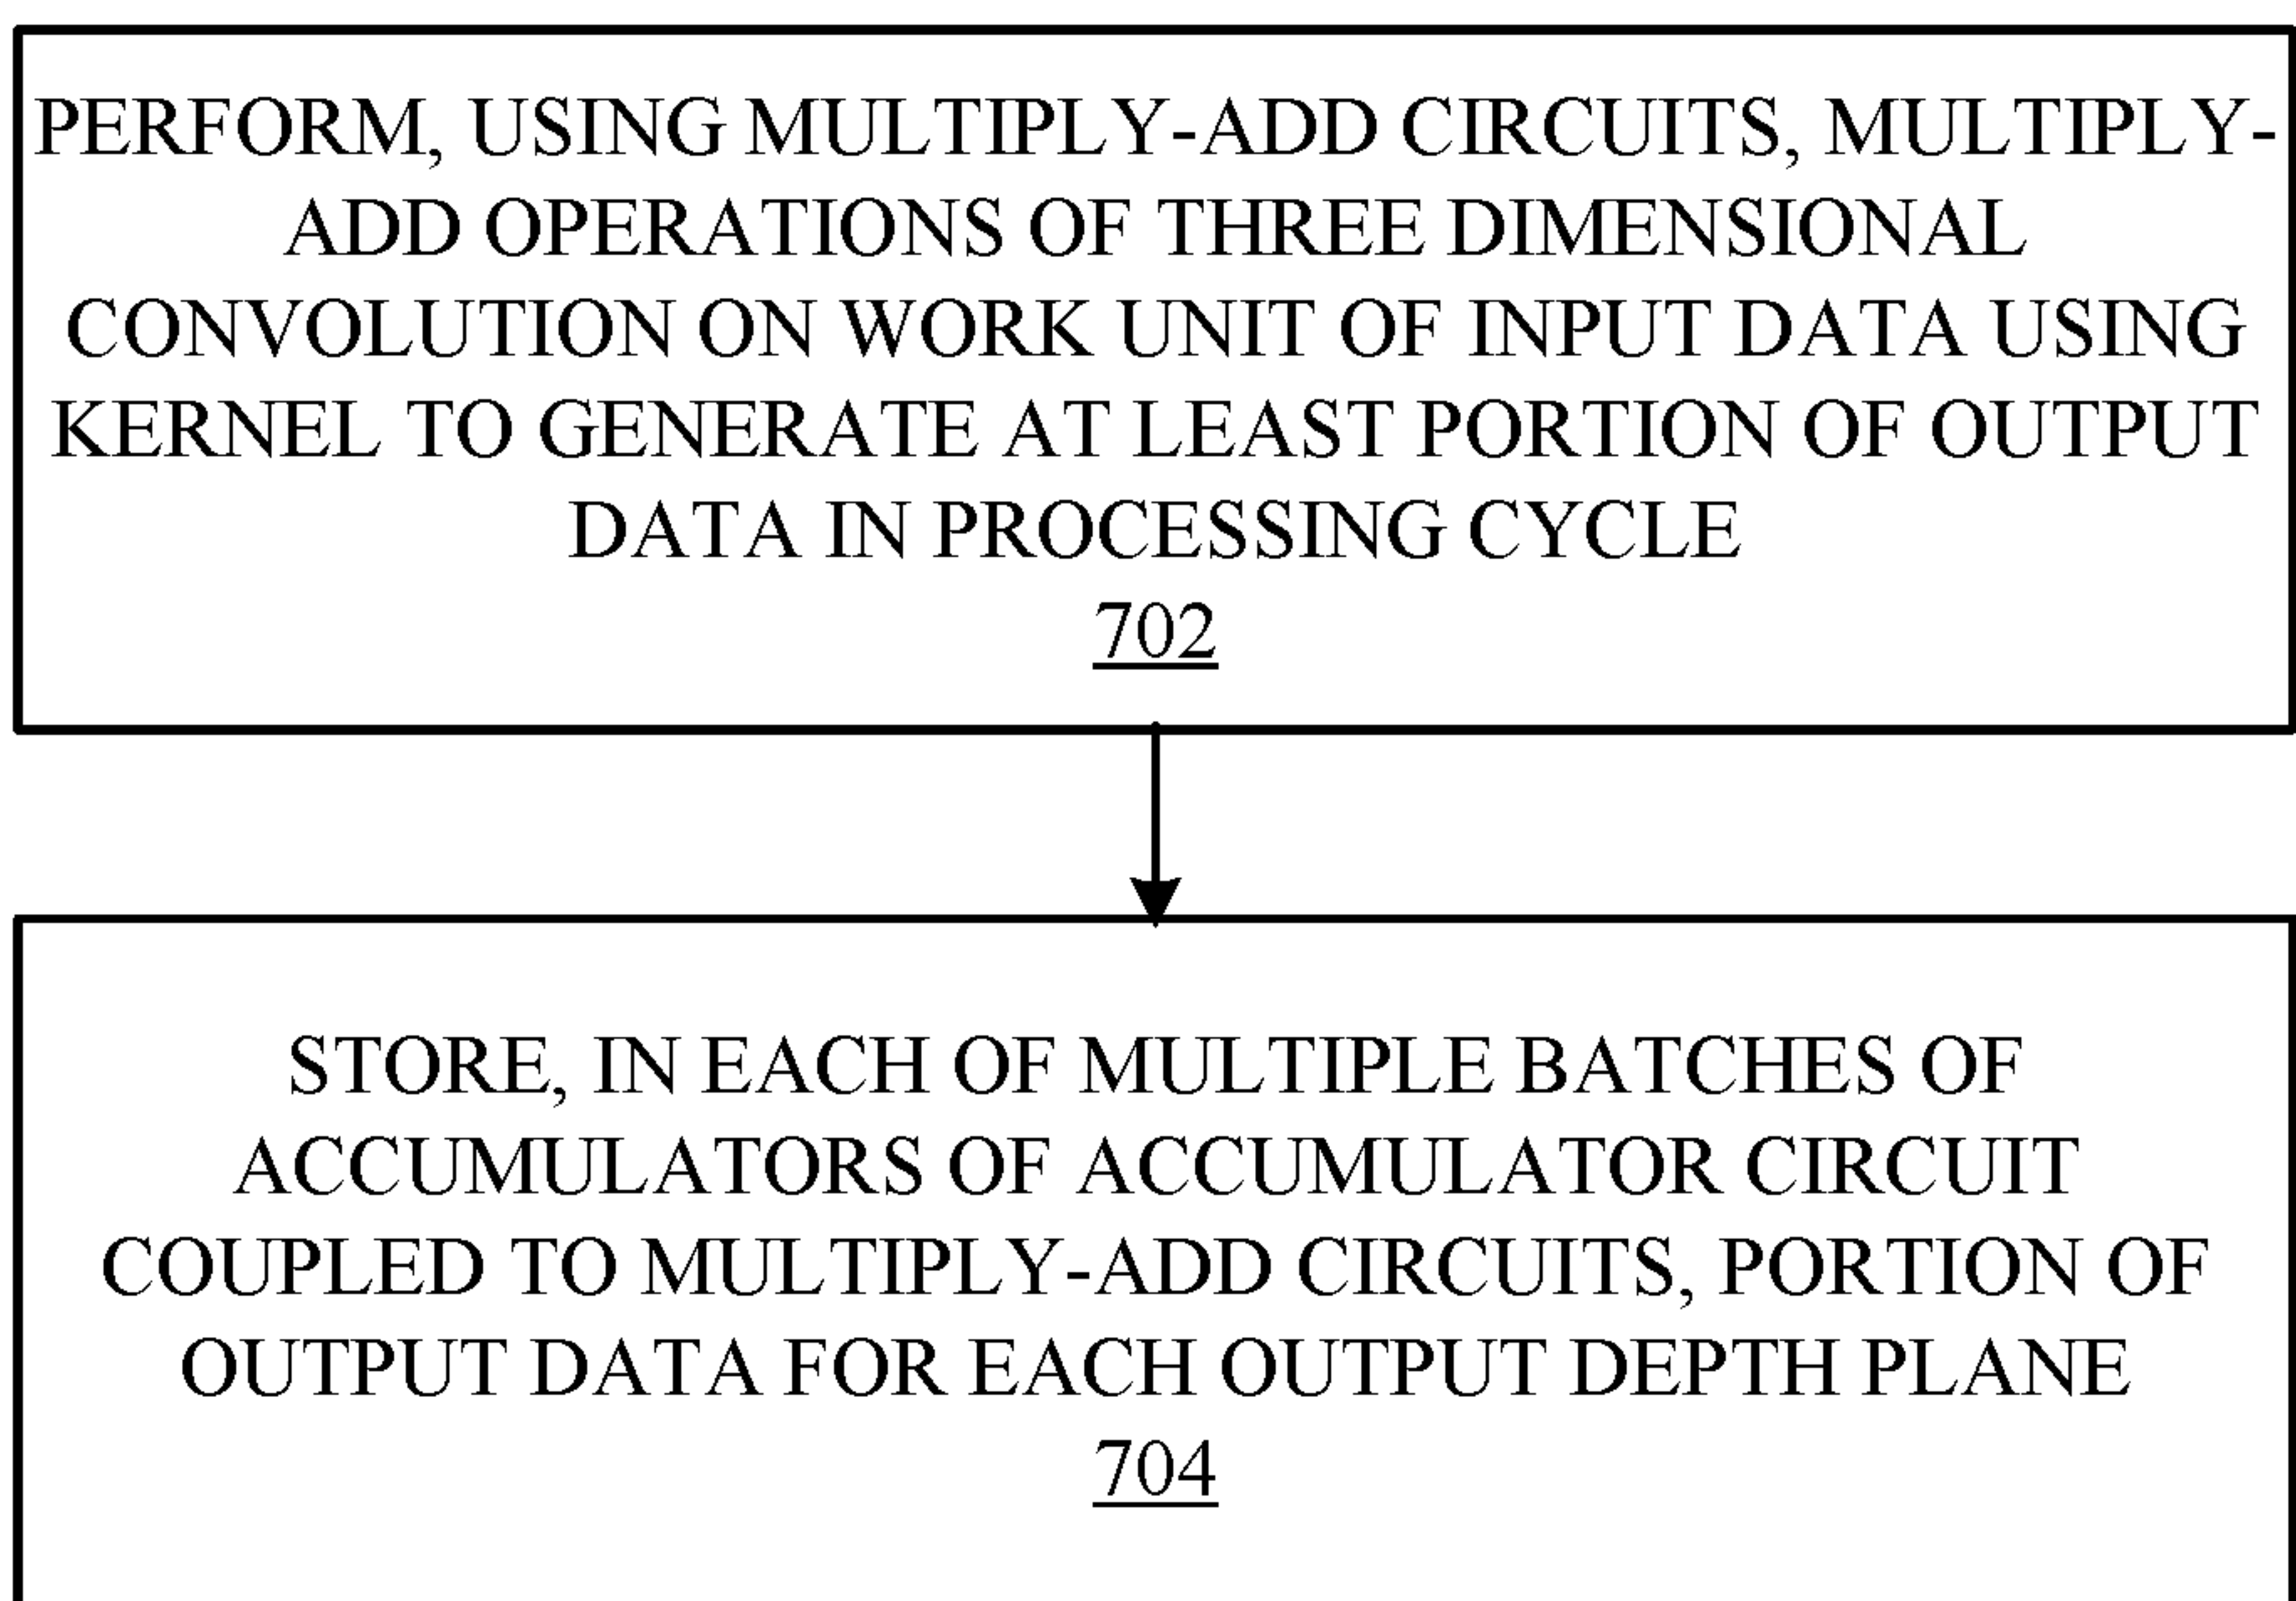 PERFORM, USING MULTIPLY-ADD CIRCUITS, MULTIPLY-
ADD OPERATIONS OF THREE DIMENSIONAL
CONVOLUTION ON WORK UNIT OF INPUT DATA USING
KERNEL TO GENERATE AT LEAST PORTION OF OUTPUT
DATA IN PROCESSING CYCLE
702
STORE, IN EACH OF MULTIPLE BATCHES OF
ACCUMULATORS OF ACCUMULATOR CIRCUIT
COUPLED TO MULTIPLY-ADD CIRCUITS, PORTION OF
OUTPUT DATA FOR EACH OUTPUT DEPTH PLANE
704